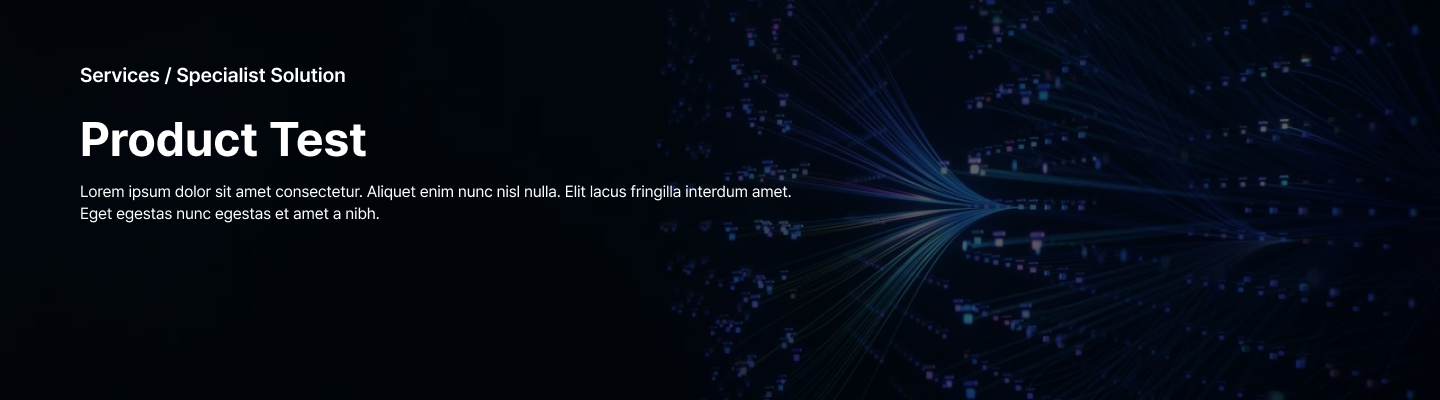 Services / Specialist Solution
Product Test
Lorem ipsum dolor sit amet consectetur. Aliquet enim nunc nisl nulla. Elit lacus fringilla interdum amet.
Eget egestas nunc egestas et amet a nibh.